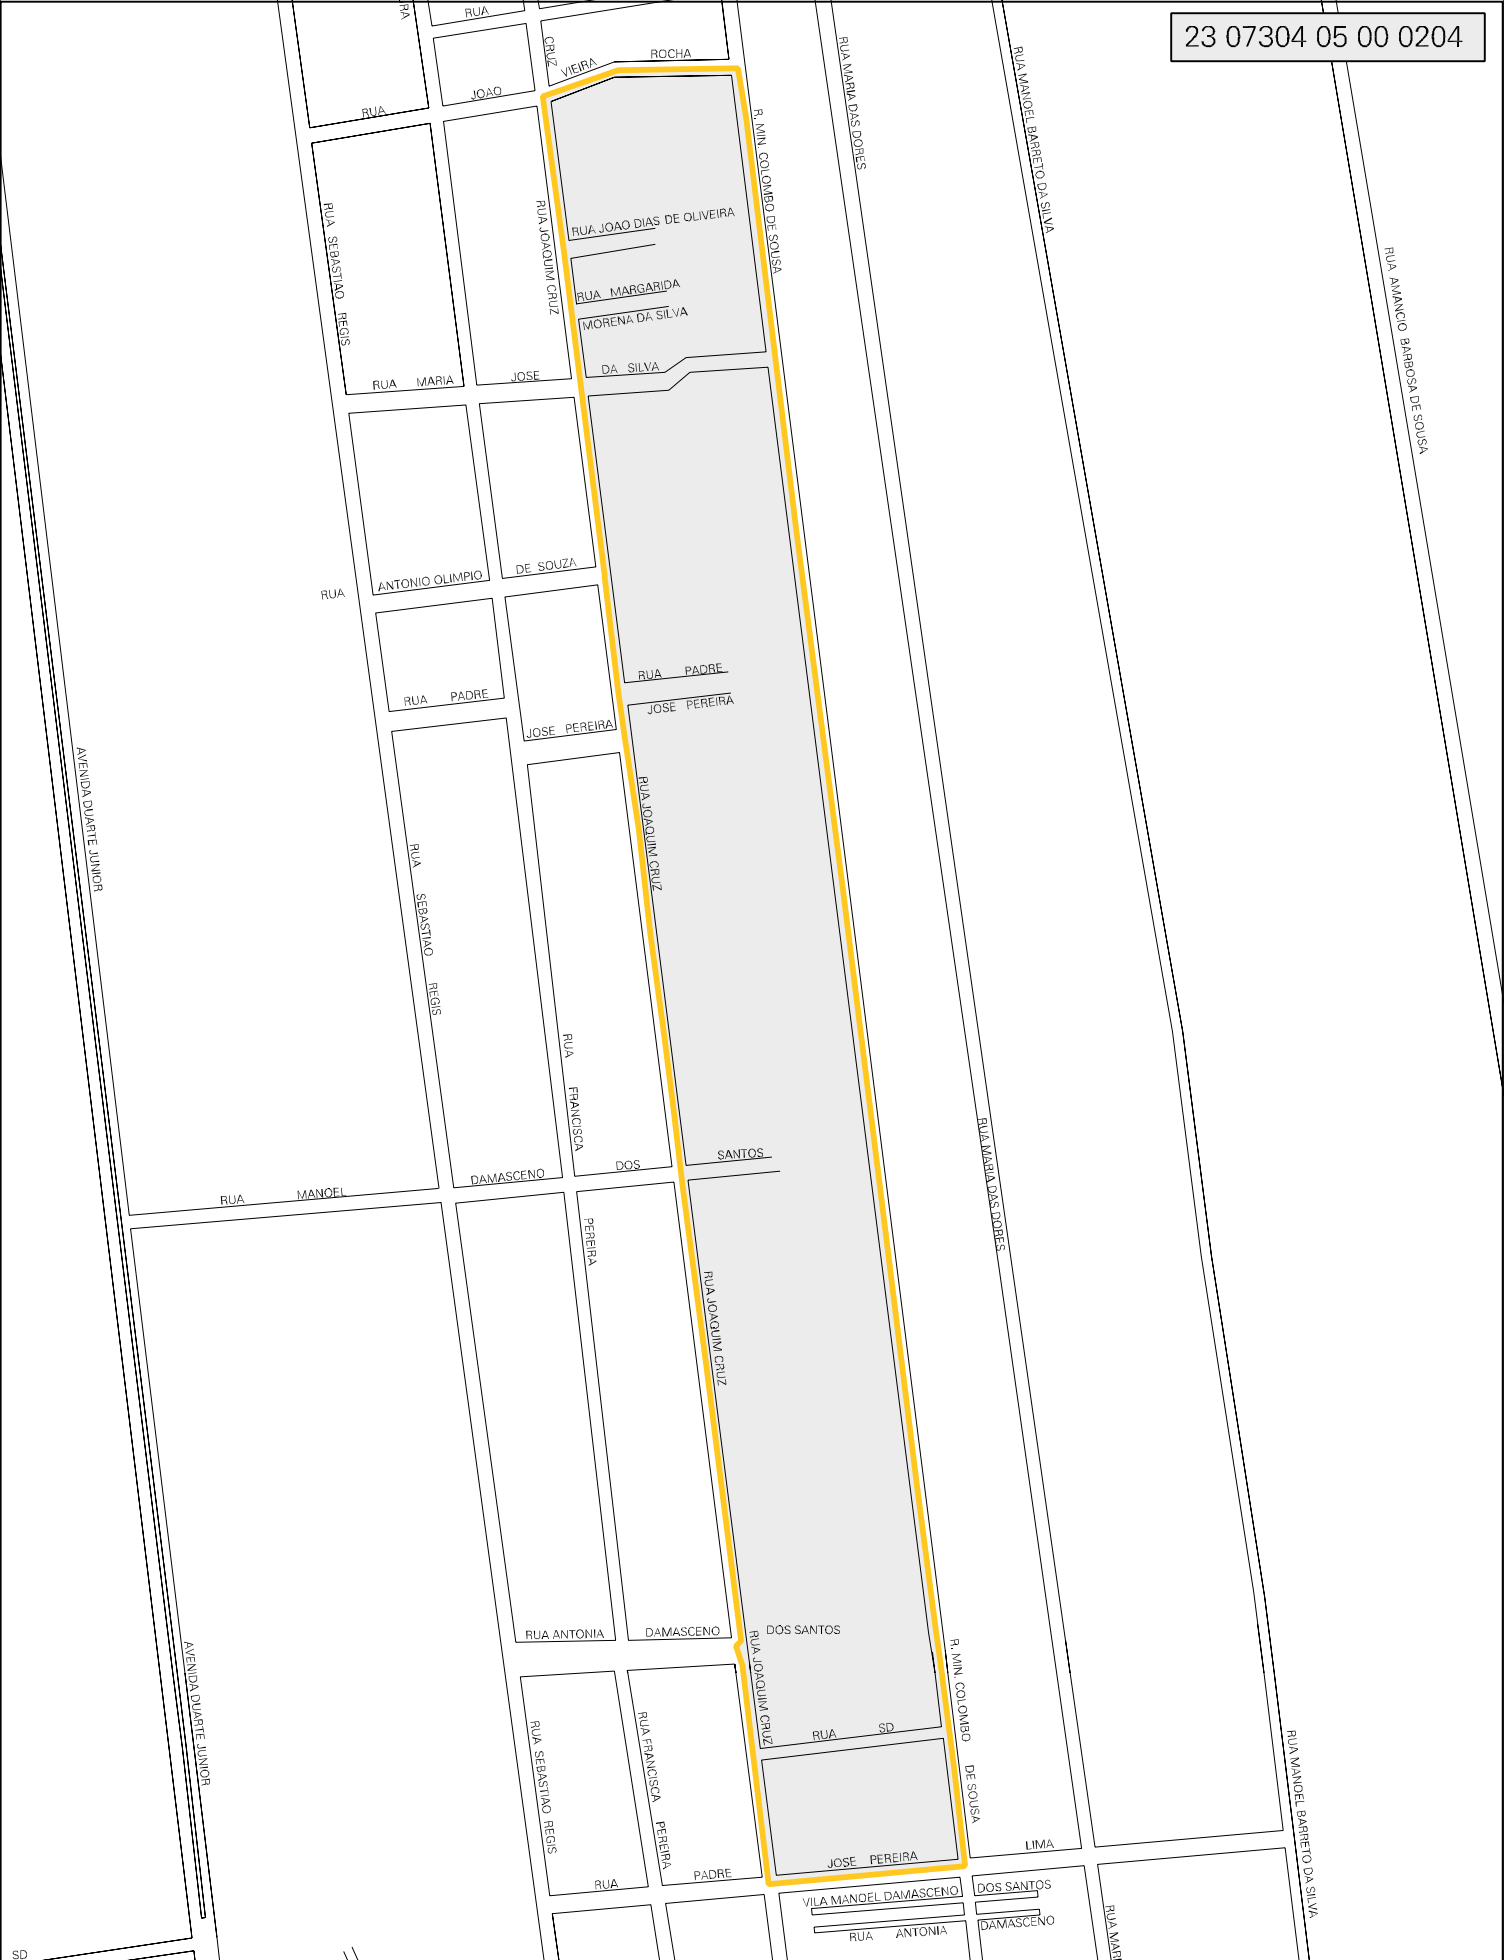 23 07304 05 00 0204
RUA
CRUZ
VIEIRA
ROCHA
JOAO
RUA
RUA MARIA DAS DORES
RUA MANOEL BARRETO DA SILVA
R. MIN. COLOMBO DE SOUSA
RUA SEBASTIAO REGIS
RUA JOAQUIM CRUZ
RUA JOAO DIAS DE OLIVEIRA
RUA AMANCIO BARBOSA DE SOUSA
RUA MARGARIDA
MORENA DA SILVA
DA SILVA
RUA MARIA
JOSE
DE SOUZA
ANTONIO OLIMPIO
RUA
RUA PADRE
JOSE PEREIRA
RUA PADRE
JOSE PEREIRA
AVENIDA DUARTE JUNIOR
RUA JOAQUIM CRUZ
RUA SEBASTIAO REGIS
RUA FRANCISCA
RUA MARIA DAS DORES
SANTOS
DOS
DAMASCENO
RUA MANOEL
PEREIRA
RUA JOAQUIM CRUZ
RUA ANTONIA
DAMASCENO
DOS SANTOS
RUA JOAQUIM CRUZ
R. MIN. COLOMBO
DE SOUSA
AVENIDA DUARTE JUNIOR
RUA SEBASTIAO REGIS
RUA FRANCISCA PEREIRA
RUA SD
RUA MANOEL BARRETO DA SILVA
LIMA
JOSE PEREIRA
PADRE
RUA
VILA MANOEL DAMASCENO
DOS SANTOS
RUA ANTONIA
DAMASCENO
SD